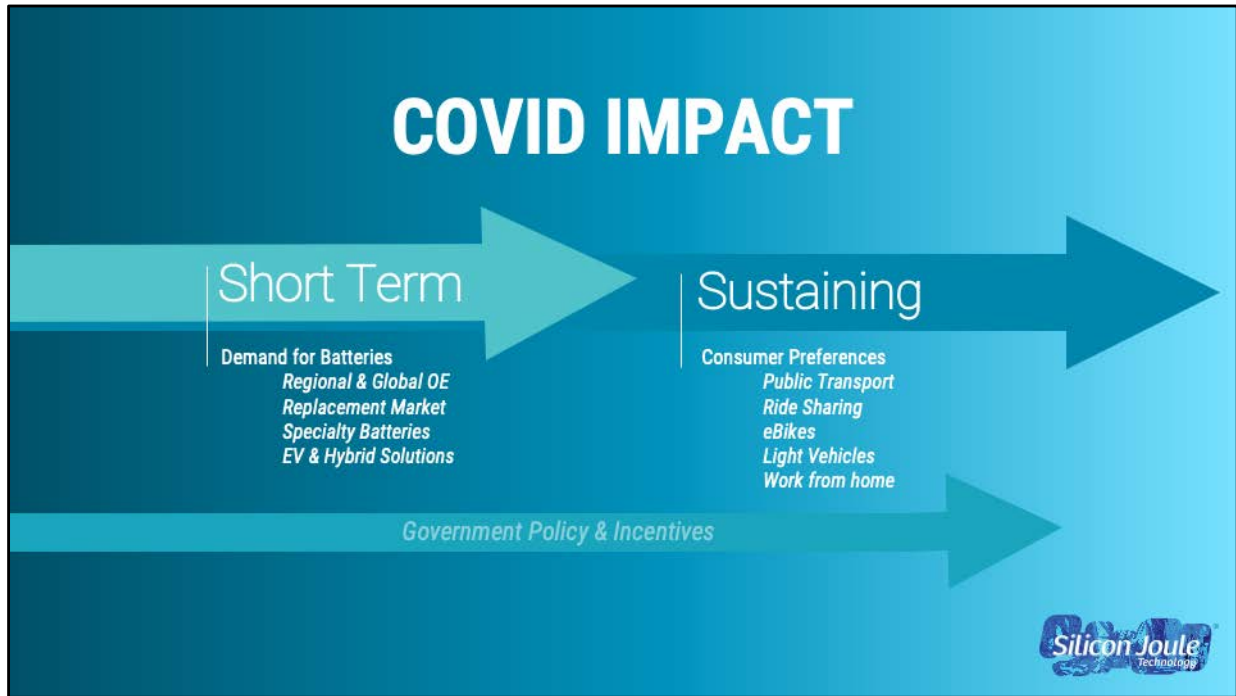 COVID IMPACT
Short Term
Demand for Batteries
Regional & Global OE
Replacement Market
Specialty Batteries
EV & Hybrid Solutions
Sustaining
Consumer Preferences
Public Transport
Ride Sharing
eBikes
Light Vehicles
Work from home
Government Policy & Incentives
Silicon Joule®
Technology